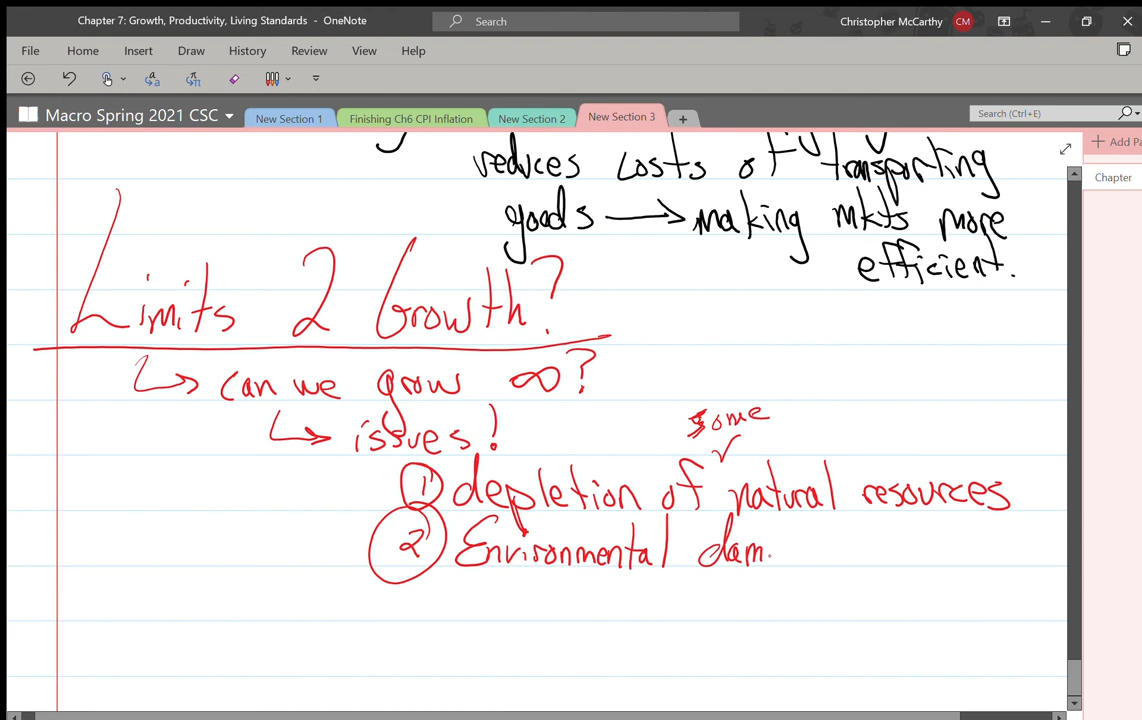 Chapter 7: Growth, Productivity, Living Standards - OneNote
Search
Christopher McCarthy CM
File Home Insert Draw History Review View Help
Macro Spring 2021 CSC
New Section 1
Finishing Ch6 CPI Inflation
New Section 2
New Section 3
+
Search (Ctrl+E)
+ Add Pa
Chapter
reduces costs of transporting
goods → making mkts more
efficient.
Limits 2 Growth?
↳ can we grow ∞?
↳ issues!
some
① depletion of ✓ natural resources
② Environmental dam.